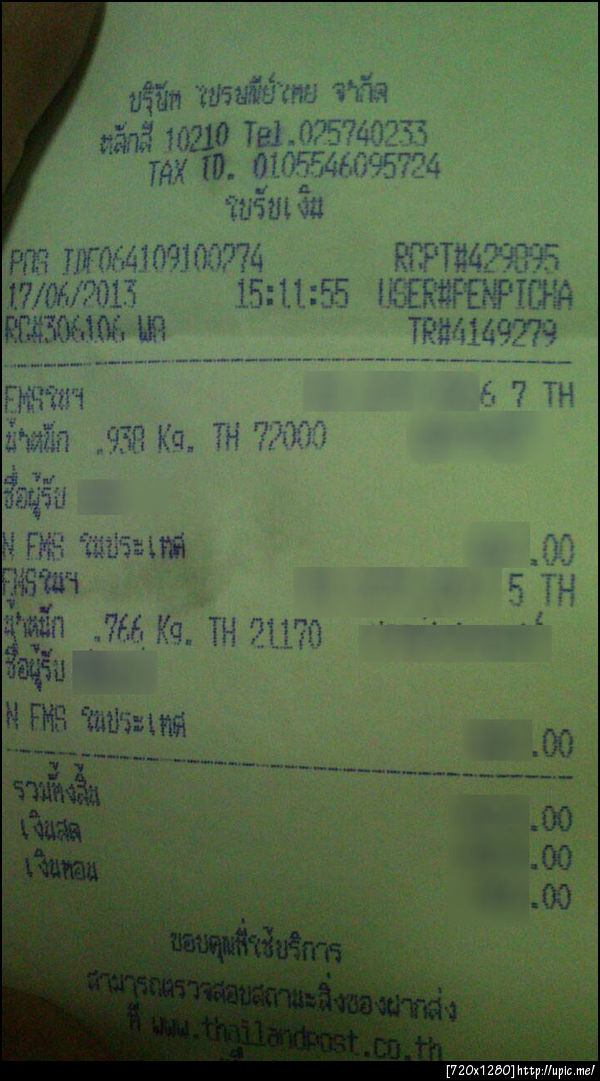 บริษัท ไปรษณีย์ไทย จำกัด
หลักสี่ 10210 Tel.025740233
TAX ID. 0105546095724
ใบรับเงิน
POS IDE064109100274 RCPT#429895
17/06/2013 15:11:55 USER#PENPICHA
RG#306106 WA TR#4149279
EMSในฯ 6 7 TH
น้ำหนัก .938 Kg. TH 72000
ชื่อผู้รับ
N EMS ในประเทศ .00
EMSในฯ 5 TH
น้ำหนัก .766 Kg. TH 21170
ชื่อผู้รับ
N EMS ในประเทศ .00
รวมทั้งสิ้น .00
เงินสด .00
เงินทอน .00
ขอบคุณที่ใช้บริการ
สามารถตรวจสอบสถานะสิ่งของฝากส่ง
ที่ www.thailandpost.co.th
[720x1280]http://upic.me/